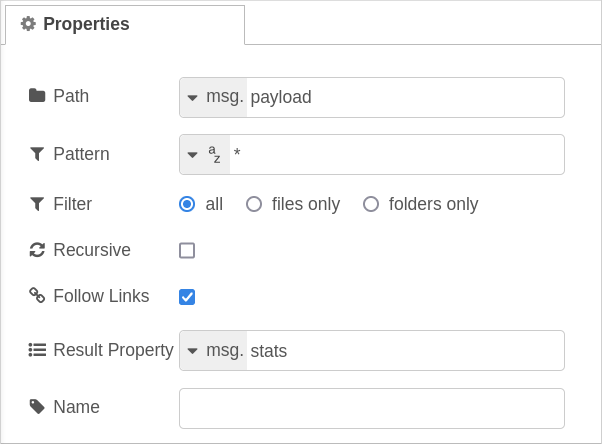 Properties
Path msg. payload
Pattern az *
Filter all files only folders only
Recursive
Follow Links
Result Property msg. stats
Name